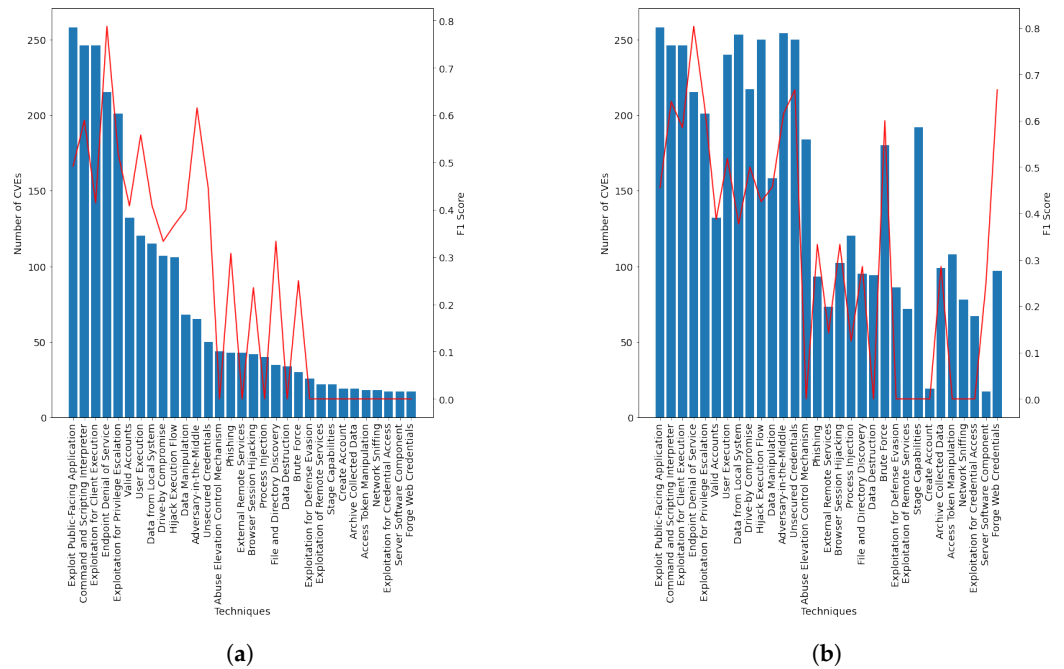 250
200
150
100
50
0
Number of CVEs
0.8
0.7
0.6
0.5
0.4
0.3
0.2
0.1
0.0
F1 Score
Exploit Public-Facing Application
Command and Scripting Interpreter
Exploitation for Client Execution
Endpoint Denial of Service
Exploitation for Privilege Escalation
Valid Accounts
User Execution
Data from Local System
Drive-by Compromise
Hijack Execution Flow
Data Manipulation
Adversary-in-the-Middle
Unsecured Credentials
Abuse Elevation Control Mechanism
Phishing
External Remote Services
Browser Session Hijacking
Process Injection
File and Directory Discovery
Data Destruction
Brute Force
Exploitation for Defense Evasion
Exploitation of Remote Services
Stage Capabilities
Create Account
Archive Collected Data
Access Token Manipulation
Network Sniffing
Exploitation for Credential Access
Server Software Component
Forge Web Credentials
Techniques
(a)
250
200
150
100
50
0
Number of CVEs
0.8
0.7
0.6
0.5
0.4
0.3
0.2
0.1
0.0
F1 Score
Exploit Public-Facing Application
Command and Scripting Interpreter
Exploitation for Client Execution
Endpoint Denial of Service
Exploitation for Privilege Escalation
Valid Accounts
User Execution
Data from Local System
Drive-by Compromise
Hijack Execution Flow
Data Manipulation
Adversary-in-the-Middle
Unsecured Credentials
Abuse Elevation Control Mechanism
Phishing
External Remote Services
Browser Session Hijacking
Process Injection
File and Directory Discovery
Data Destruction
Brute Force
Exploitation for Defense Evasion
Exploitation of Remote Services
Stage Capabilities
Create Account
Archive Collected Data
Access Token Manipulation
Network Sniffing
Exploitation for Credential Access
Server Software Component
Forge Web Credentials
Techniques
(b)